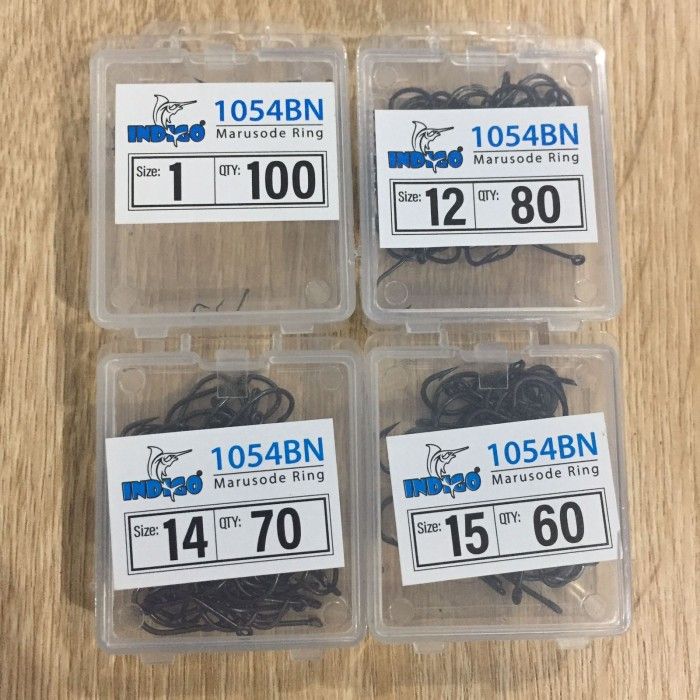 INDIGO®
1054BN
Marusode Ring
Size: 1 QTY: 100
INDIGO®
1054BN
Marusode Ring
Size: 12 QTY: 80
INDIGO®
1054BN
Marusode Ring
Size: 14 QTY: 70
INDIGO®
1054BN
Marusode Ring
Size: 15 QTY: 60